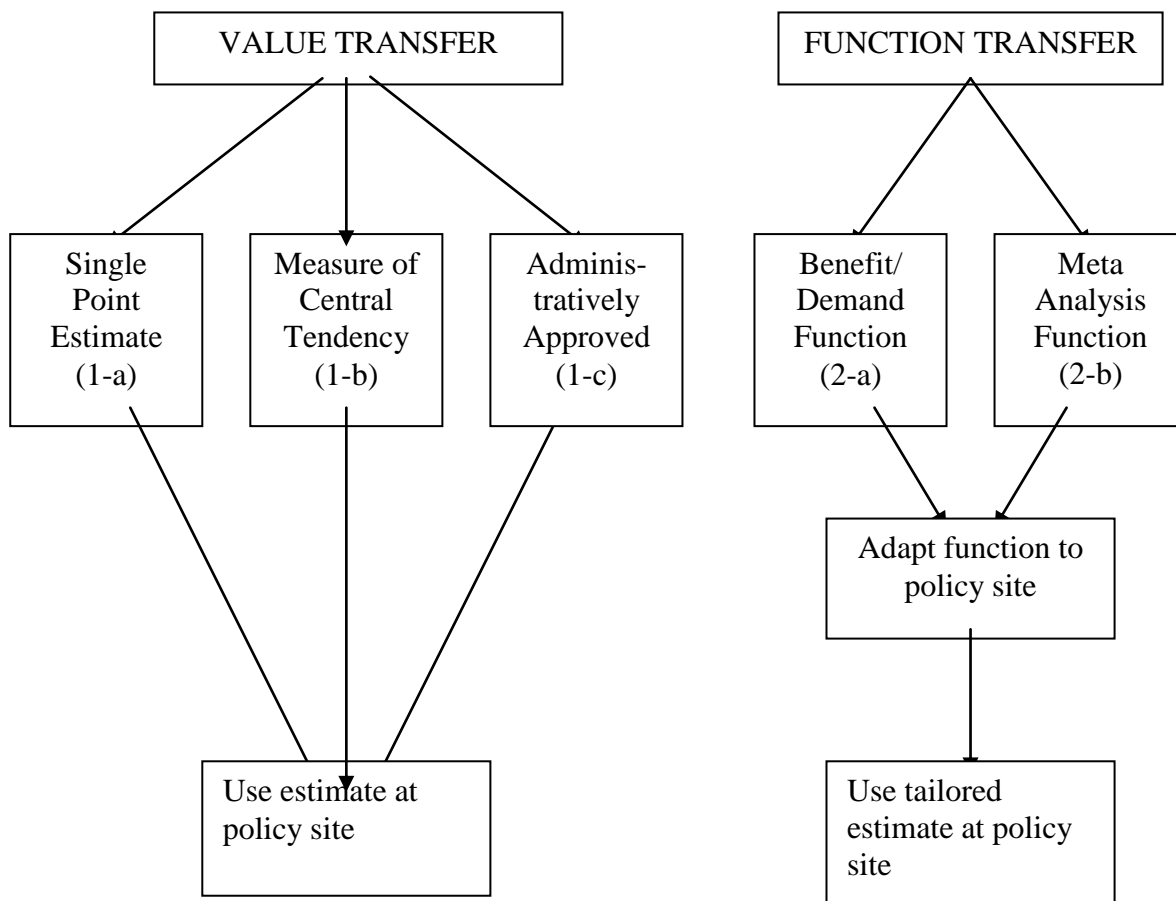 VALUE TRANSFER
FUNCTION TRANSFER
Single
Point
Estimate
(1-a)
Measure of
Central
Tendency
(1-b)
Adminis-
tratively
Approved
(1-c)
Benefit/
Demand
Function
(2-a)
Meta
Analysis
Function
(2-b)
Adapt function to
policy site
Use estimate at
policy site
Use tailored
estimate at policy
site